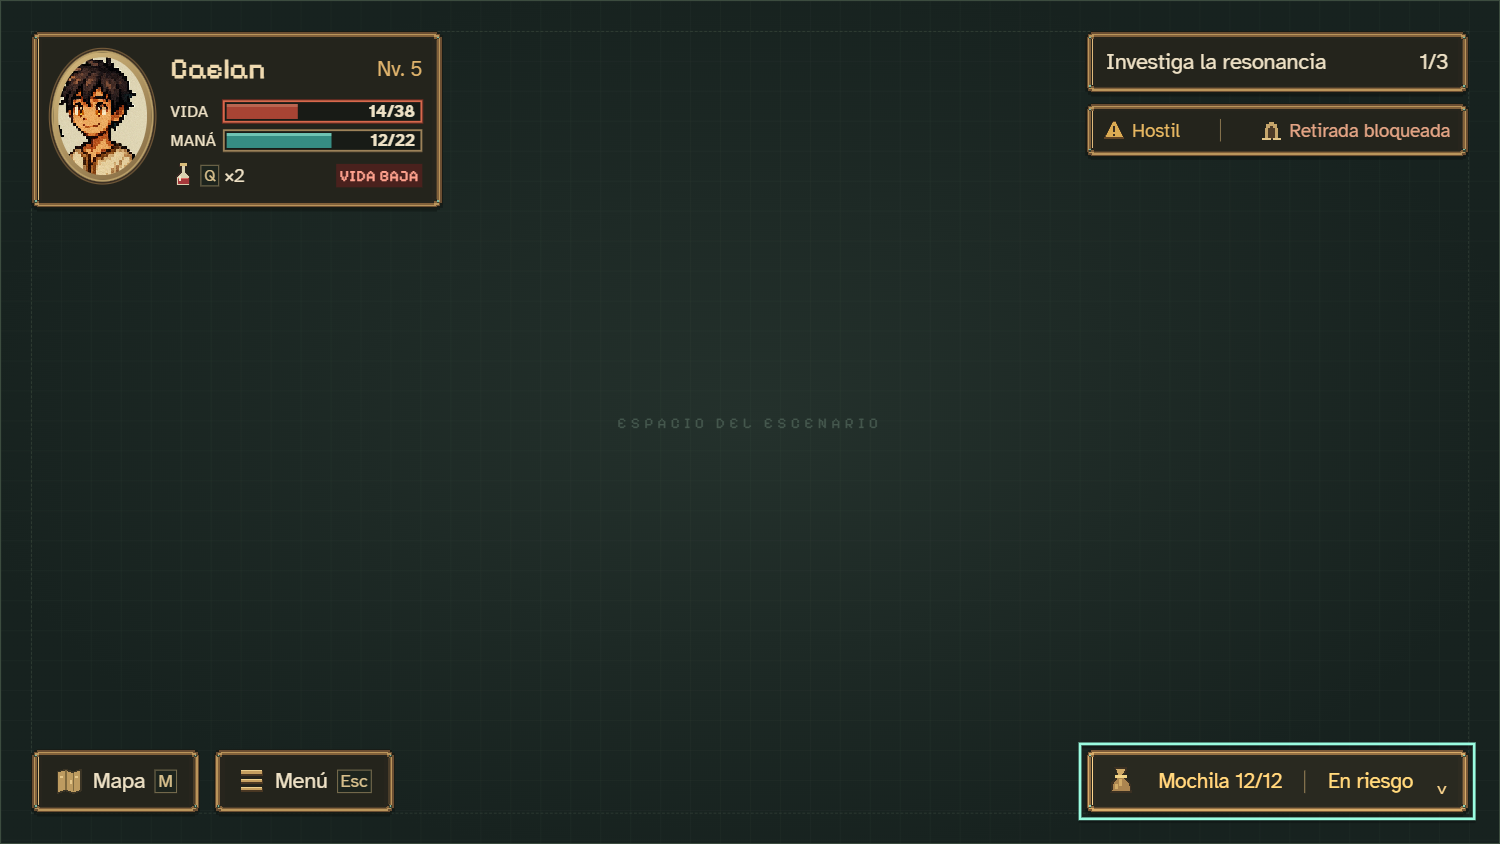 Caelan Nv. 5
VIDA 14/38
MANÁ 12/22
Q ×2 VIDA BAJA
Investiga la resonancia 1/3
Hostil Retirada bloqueada
ESPACIO DEL ESCENARIO
Mapa M
Menú Esc
Mochila 12/12 En riesgo v